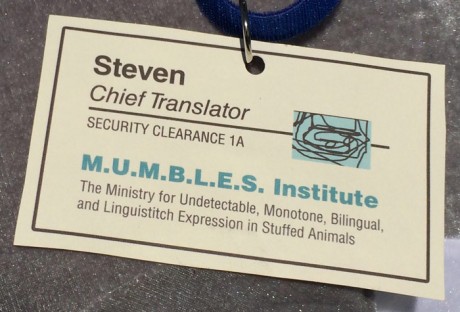 Steven
Chief Translator
SECURITY CLEARANCE 1A
M.U.M.B.L.E.S. Institute
The Ministry for Undetectable, Monotone, Bilingual,
and Linguistitch Expression in Stuffed Animals